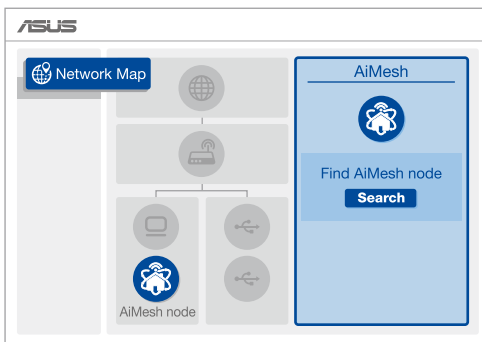 ASUS
Network Map
AiMesh
Find AiMesh node
Search
AiMesh node